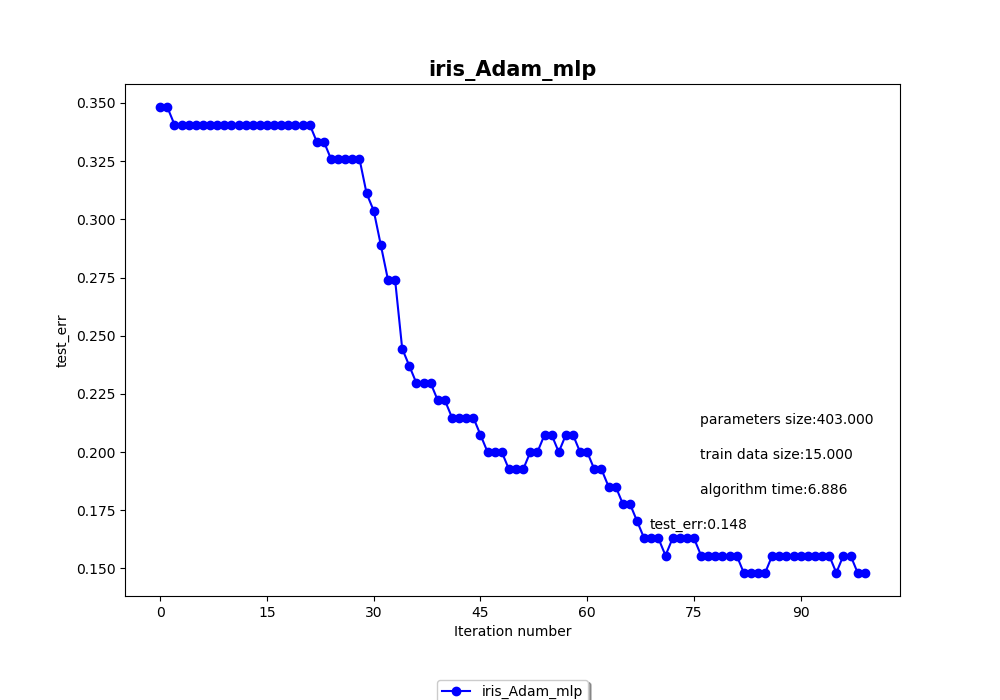 iris_Adam_mlp
0.350
0.325
0.300
0.275
0.250
0.225
0.200
0.175
0.150
test_err
parameters size:403.000
train data size:15.000
algorithm time:6.886
test_err:0.148
0 15 30 45 60 75 90
Iteration number
iris_Adam_mlp